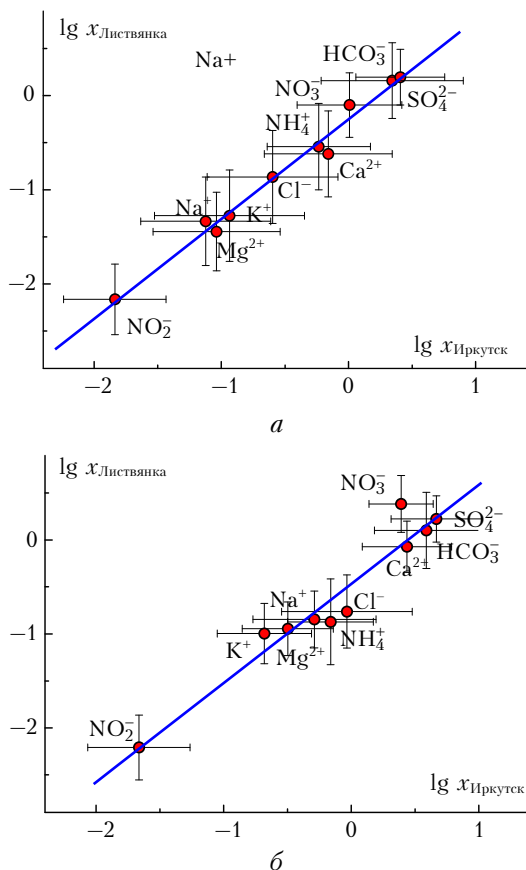 lg xЛиствянка
Na+
HCO₃⁻
0
NO₃⁻
SO₄²⁻
NH₄⁺
Ca²⁺
−1
Cl⁻
Na⁺
K⁺
Mg²⁺
−2
NO₂⁻
lg xИркутск
−2
−1
0
1
а
lg xЛиствянка
NO₃⁻
0
SO₄²⁻
HCO₃⁻
Ca²⁺
Na⁺
Cl⁻
−1
K⁺
Mg²⁺
NH₄⁺
NO₂⁻
−2
lg xИркутск
−2
−1
0
1
б